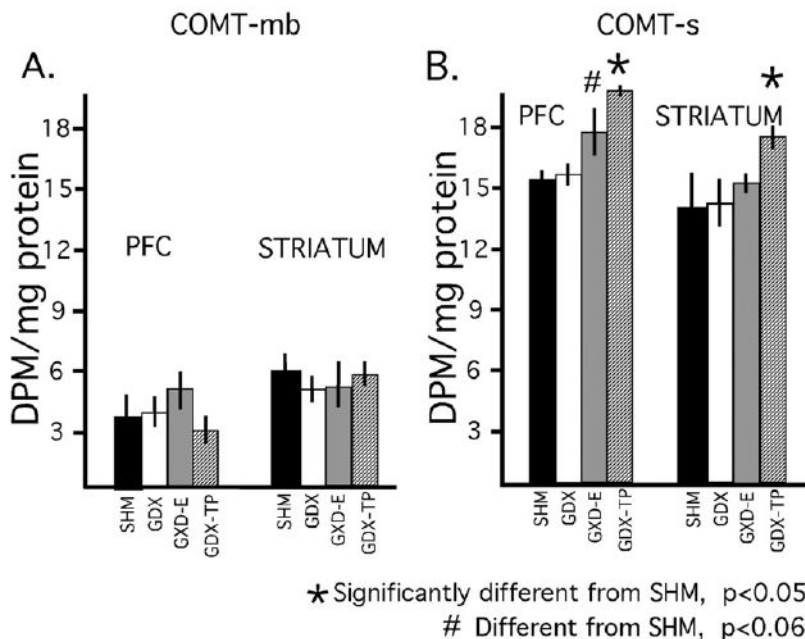 COMT-mb
COMT-s
A.
B.
DPM/mg protein
18
15
12
9
6
3
PFC
STRIATUM
SHM
GDX
GXD-E
GDX-TP
SHM
GDX
GXD-E
GDX-TP
DPM/mg protein
18
15
12
9
6
3
PFC
#
*
STRIATUM
*
SHM
GDX
GXD-E
GDX-TP
SHM
GDX
GXD-E
GDX-TP
* Significantly different from SHM, p<0.05
# Different from SHM, p<0.06